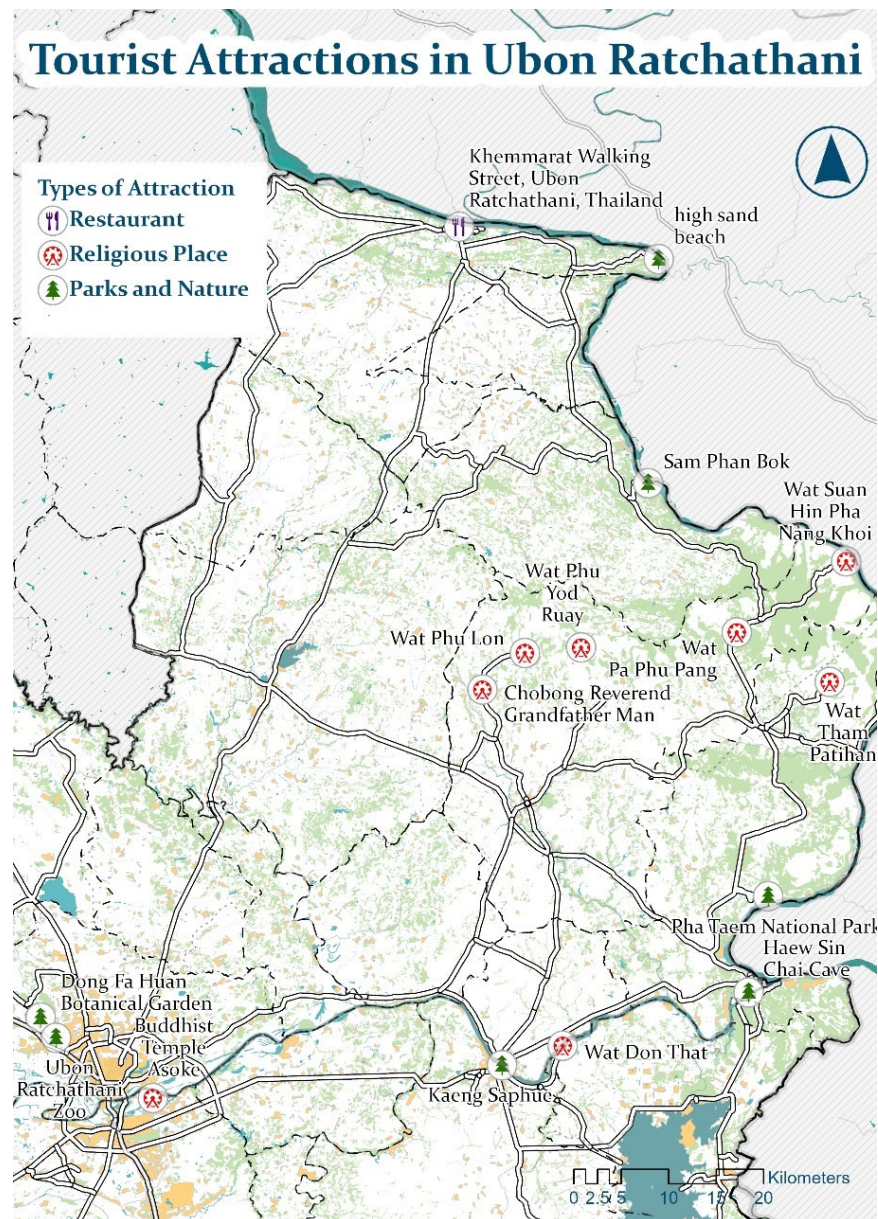 Tourist Attractions in Ubon Ratchathani
Types of Attraction
Restaurant
Religious Place
Parks and Nature
Khemmarat Walking
Street, Ubon
Ratchathani, Thailand
high sand
beach
Sam Phan Bok
Wat Suan
Hin Pha
Nang Khoi
Wat Phu
Yod
Ruay
Wat Phu Lon
Wat
Pa Phu Pang
Chobong Reverend
Grandfather Man
Wat
Tham
Patihan
Pha Taem National Park
Haew Sin
Chai Cave
Dong Fa Huan
Botanical Garden
Buddhist
Temple
Asoke
Ubon
Ratchathani
Zoo
Wat Don That
Kaeng Saphue
Kilometers
0 2.5 5 10 15 20